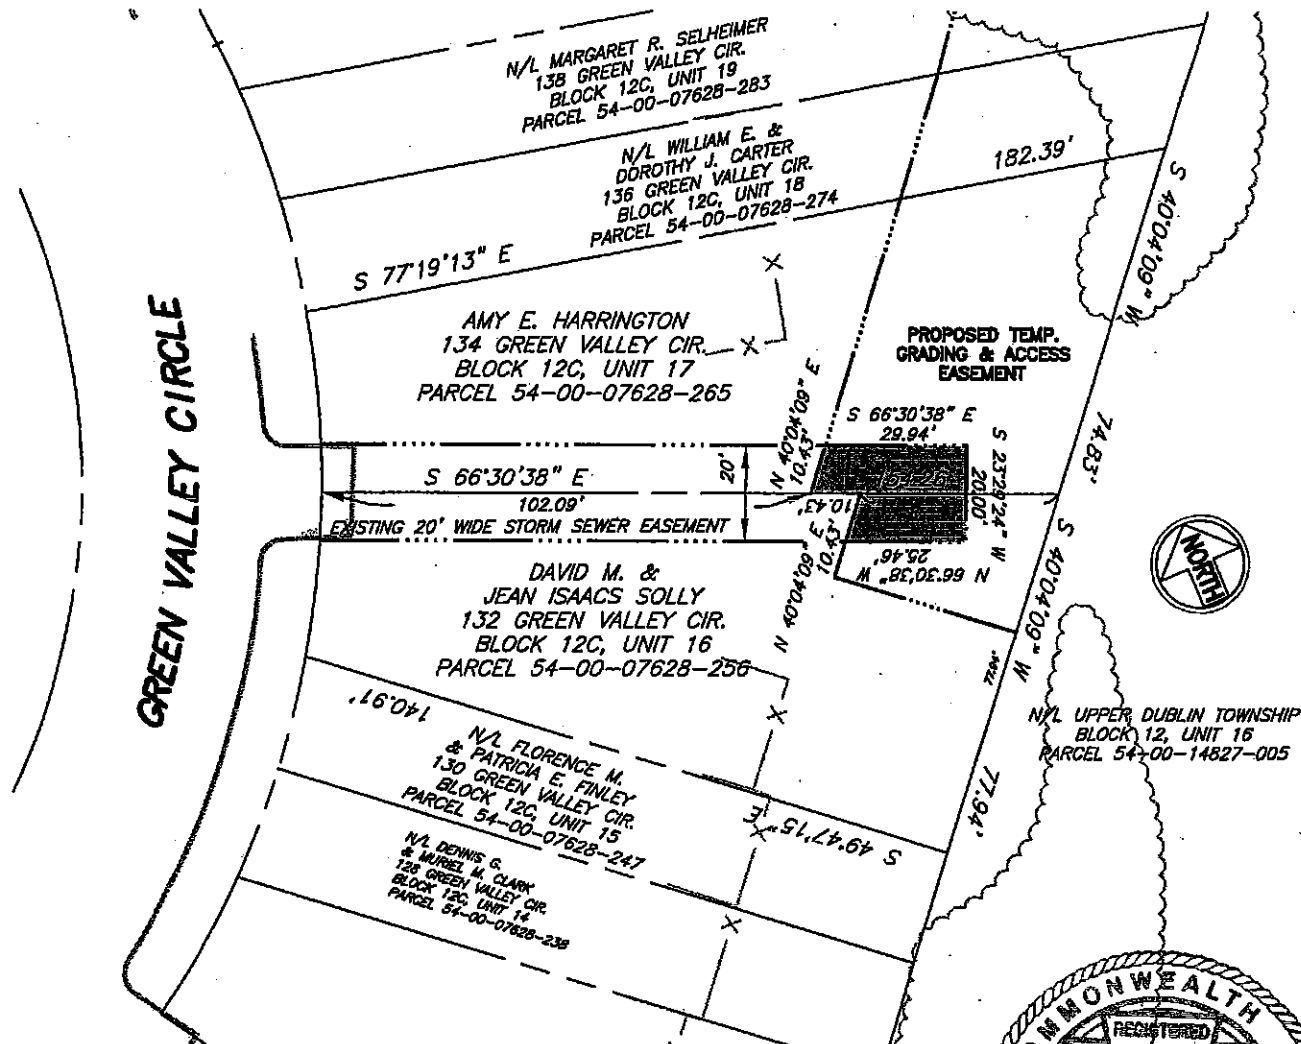 N/L MARGARET R. SELHEIMER
138 GREEN VALLEY CIR.
BLOCK 12C, UNIT 19
PARCEL 54-00-07628-283
N/L WILLIAM E. &
DOROTHY J. CARTER
136 GREEN VALLEY CIR.
BLOCK 12C, UNIT 18
PARCEL 54-00-07628-274
182.39'
S 40°04'09" W
S 77°19'13" E
AMY E. HARRINGTON
134 GREEN VALLEY CIR.
BLOCK 12C, UNIT 17
PARCEL 54-00-07628-265
PROPOSED TEMP.
GRADING & ACCESS
EASEMENT
GREEN VALLEY CIRCLE
N 40°04'09" E
10.43'
S 66°30'38" E
29.94'
S 23°29'24" W
20.00'
74.83'
S 66°30'38" E
102.09'
20'
10.43'
EXISTING 20' WIDE STORM SEWER EASEMENT
N 40°04'09" E
10.43'
N 66°30'38" W
25.46'
S 40°04'09" W
NORTH
DAVID M. &
JEAN ISAACS SOLLY
132 GREEN VALLEY CIR.
BLOCK 12C, UNIT 16
PARCEL 54-00-07628-256
140.91'
N/L UPPER DUBLIN TOWNSHIP
BLOCK 12, UNIT 16
PARCEL 54-00-14827-005
77.94'
N/L FLORENCE M.
& PATRICIA E. FINLEY
130 GREEN VALLEY CIR.
BLOCK 12C, UNIT 15
PARCEL 54-00-07628-247
S 49°47'15" E
N/L DENNIS G.
& MURIEL M. CLARK
128 GREEN VALLEY CIR.
BLOCK 12C, UNIT 14
PARCEL 54-00-07628-238
MMONWEALTH
REGISTERED